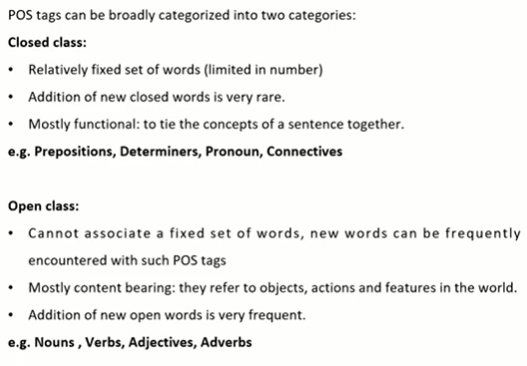 POS tags can be broadly categorized into two categories:
Closed class:
• Relatively fixed set of words (limited in number)
• Addition of new closed words is very rare.
• Mostly functional: to tie the concepts of a sentence together.
e.g. Prepositions, Determiners, Pronoun, Connectives
Open class:
• Cannot associate a fixed set of words, new words can be frequently
encountered with such POS tags
• Mostly content bearing: they refer to objects, actions and features in the world.
• Addition of new open words is very frequent.
e.g. Nouns , Verbs, Adjectives, Adverbs